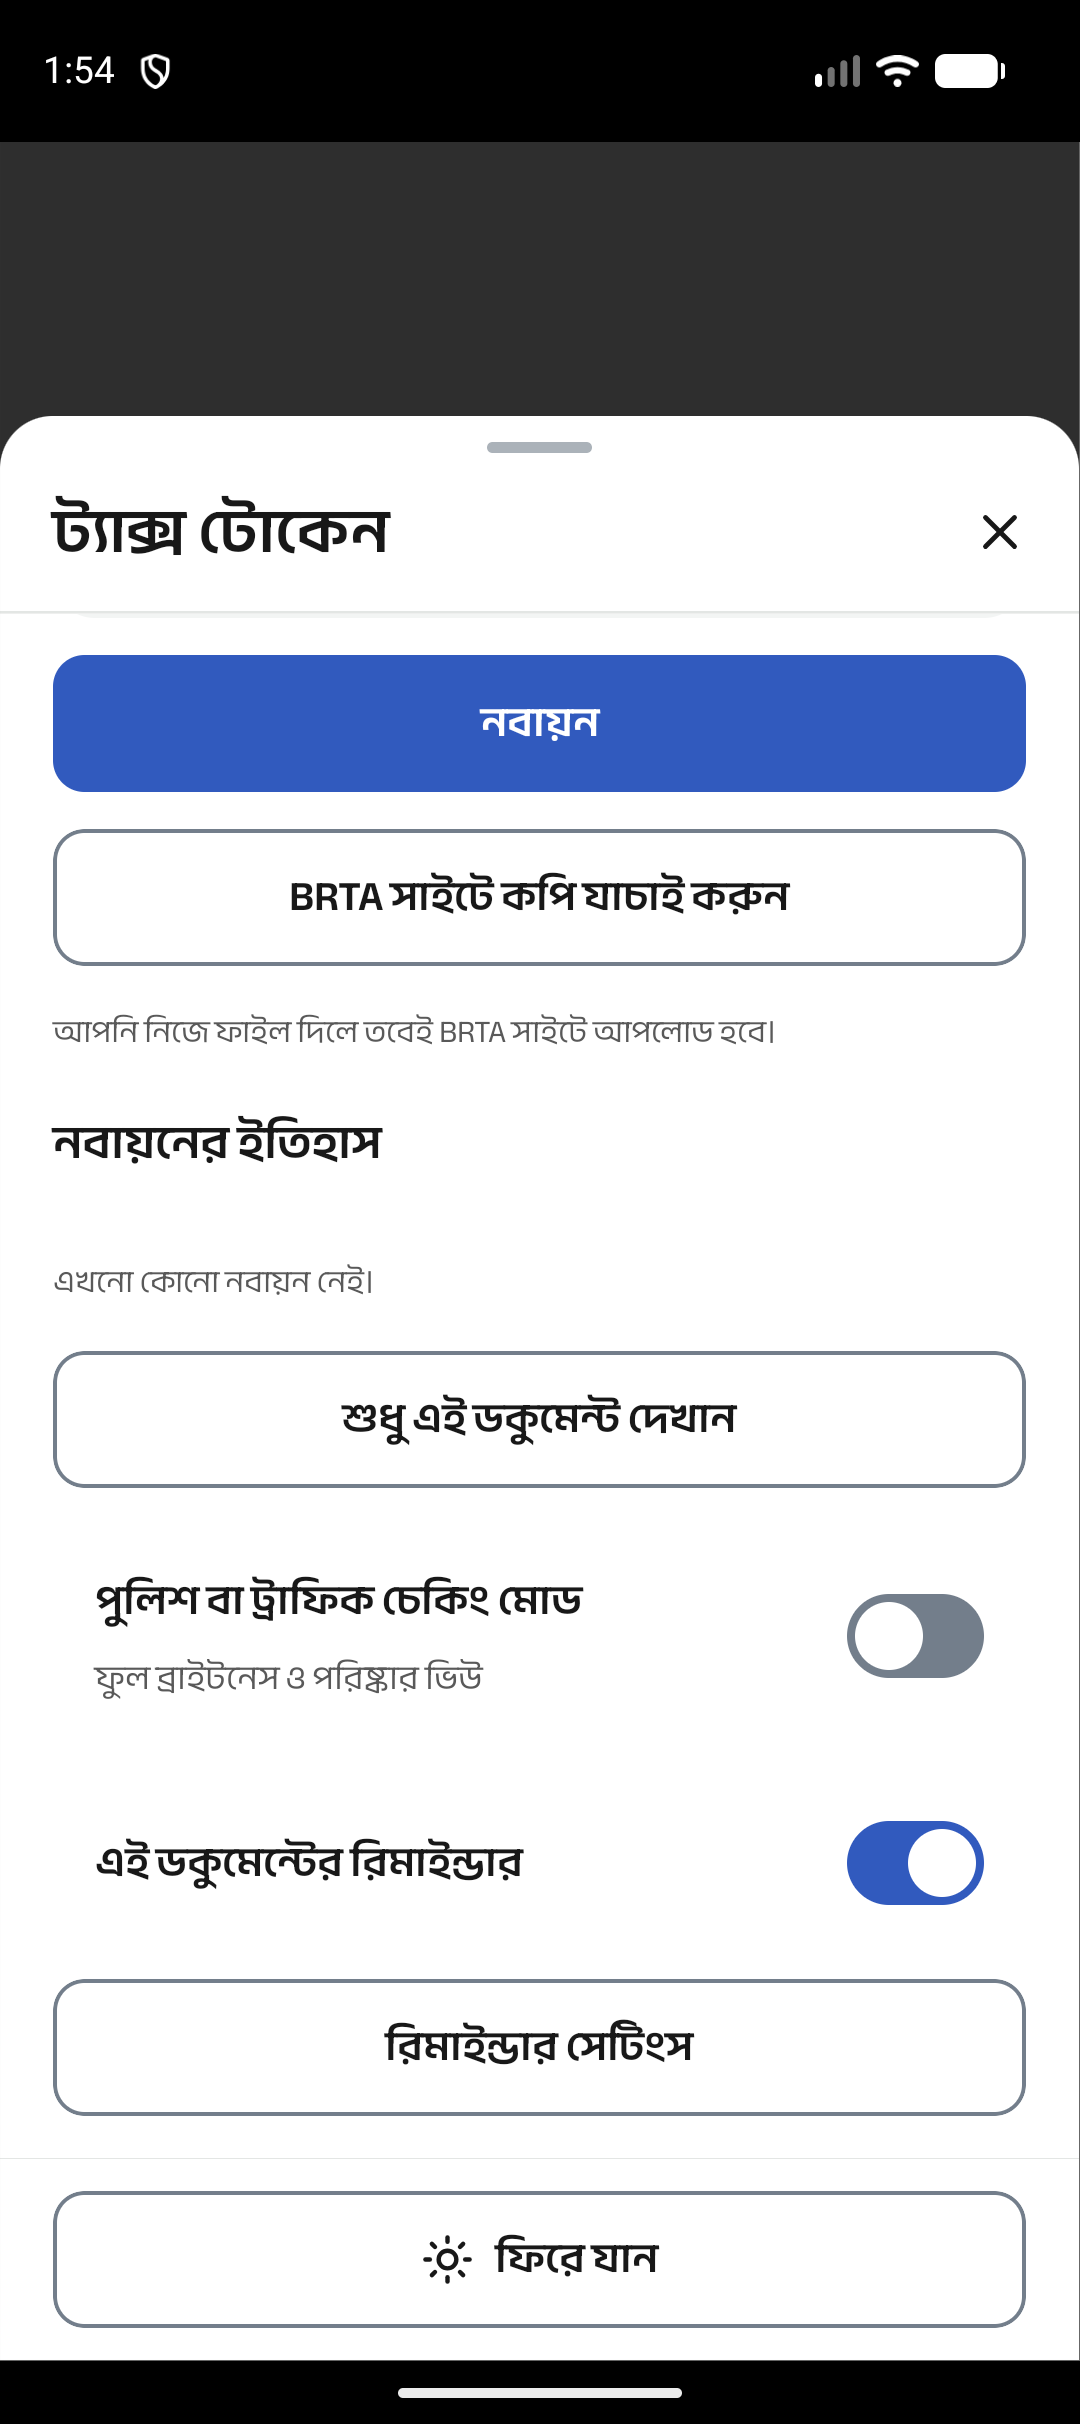 1:54
ট্যাক্স টোকেন
নবায়ন
BRTA সাইটে কপি যাচাই করুন
আপনি নিজে ফাইল দিলে তবেই BRTA সাইটে আপলোড হবে।
নবায়নের ইতিহাস
এখনো কোনো নবায়ন নেই।
শুধু এই ডকুমেন্ট দেখান
পুলিশ বা ট্রাফিক চেকিং মোড
ফুল ব্রাইটনেস ও পরিষ্কার ভিউ
এই ডকুমেন্টের রিমাইন্ডার
রিমাইন্ডার সেটিংস
ফিরে যান